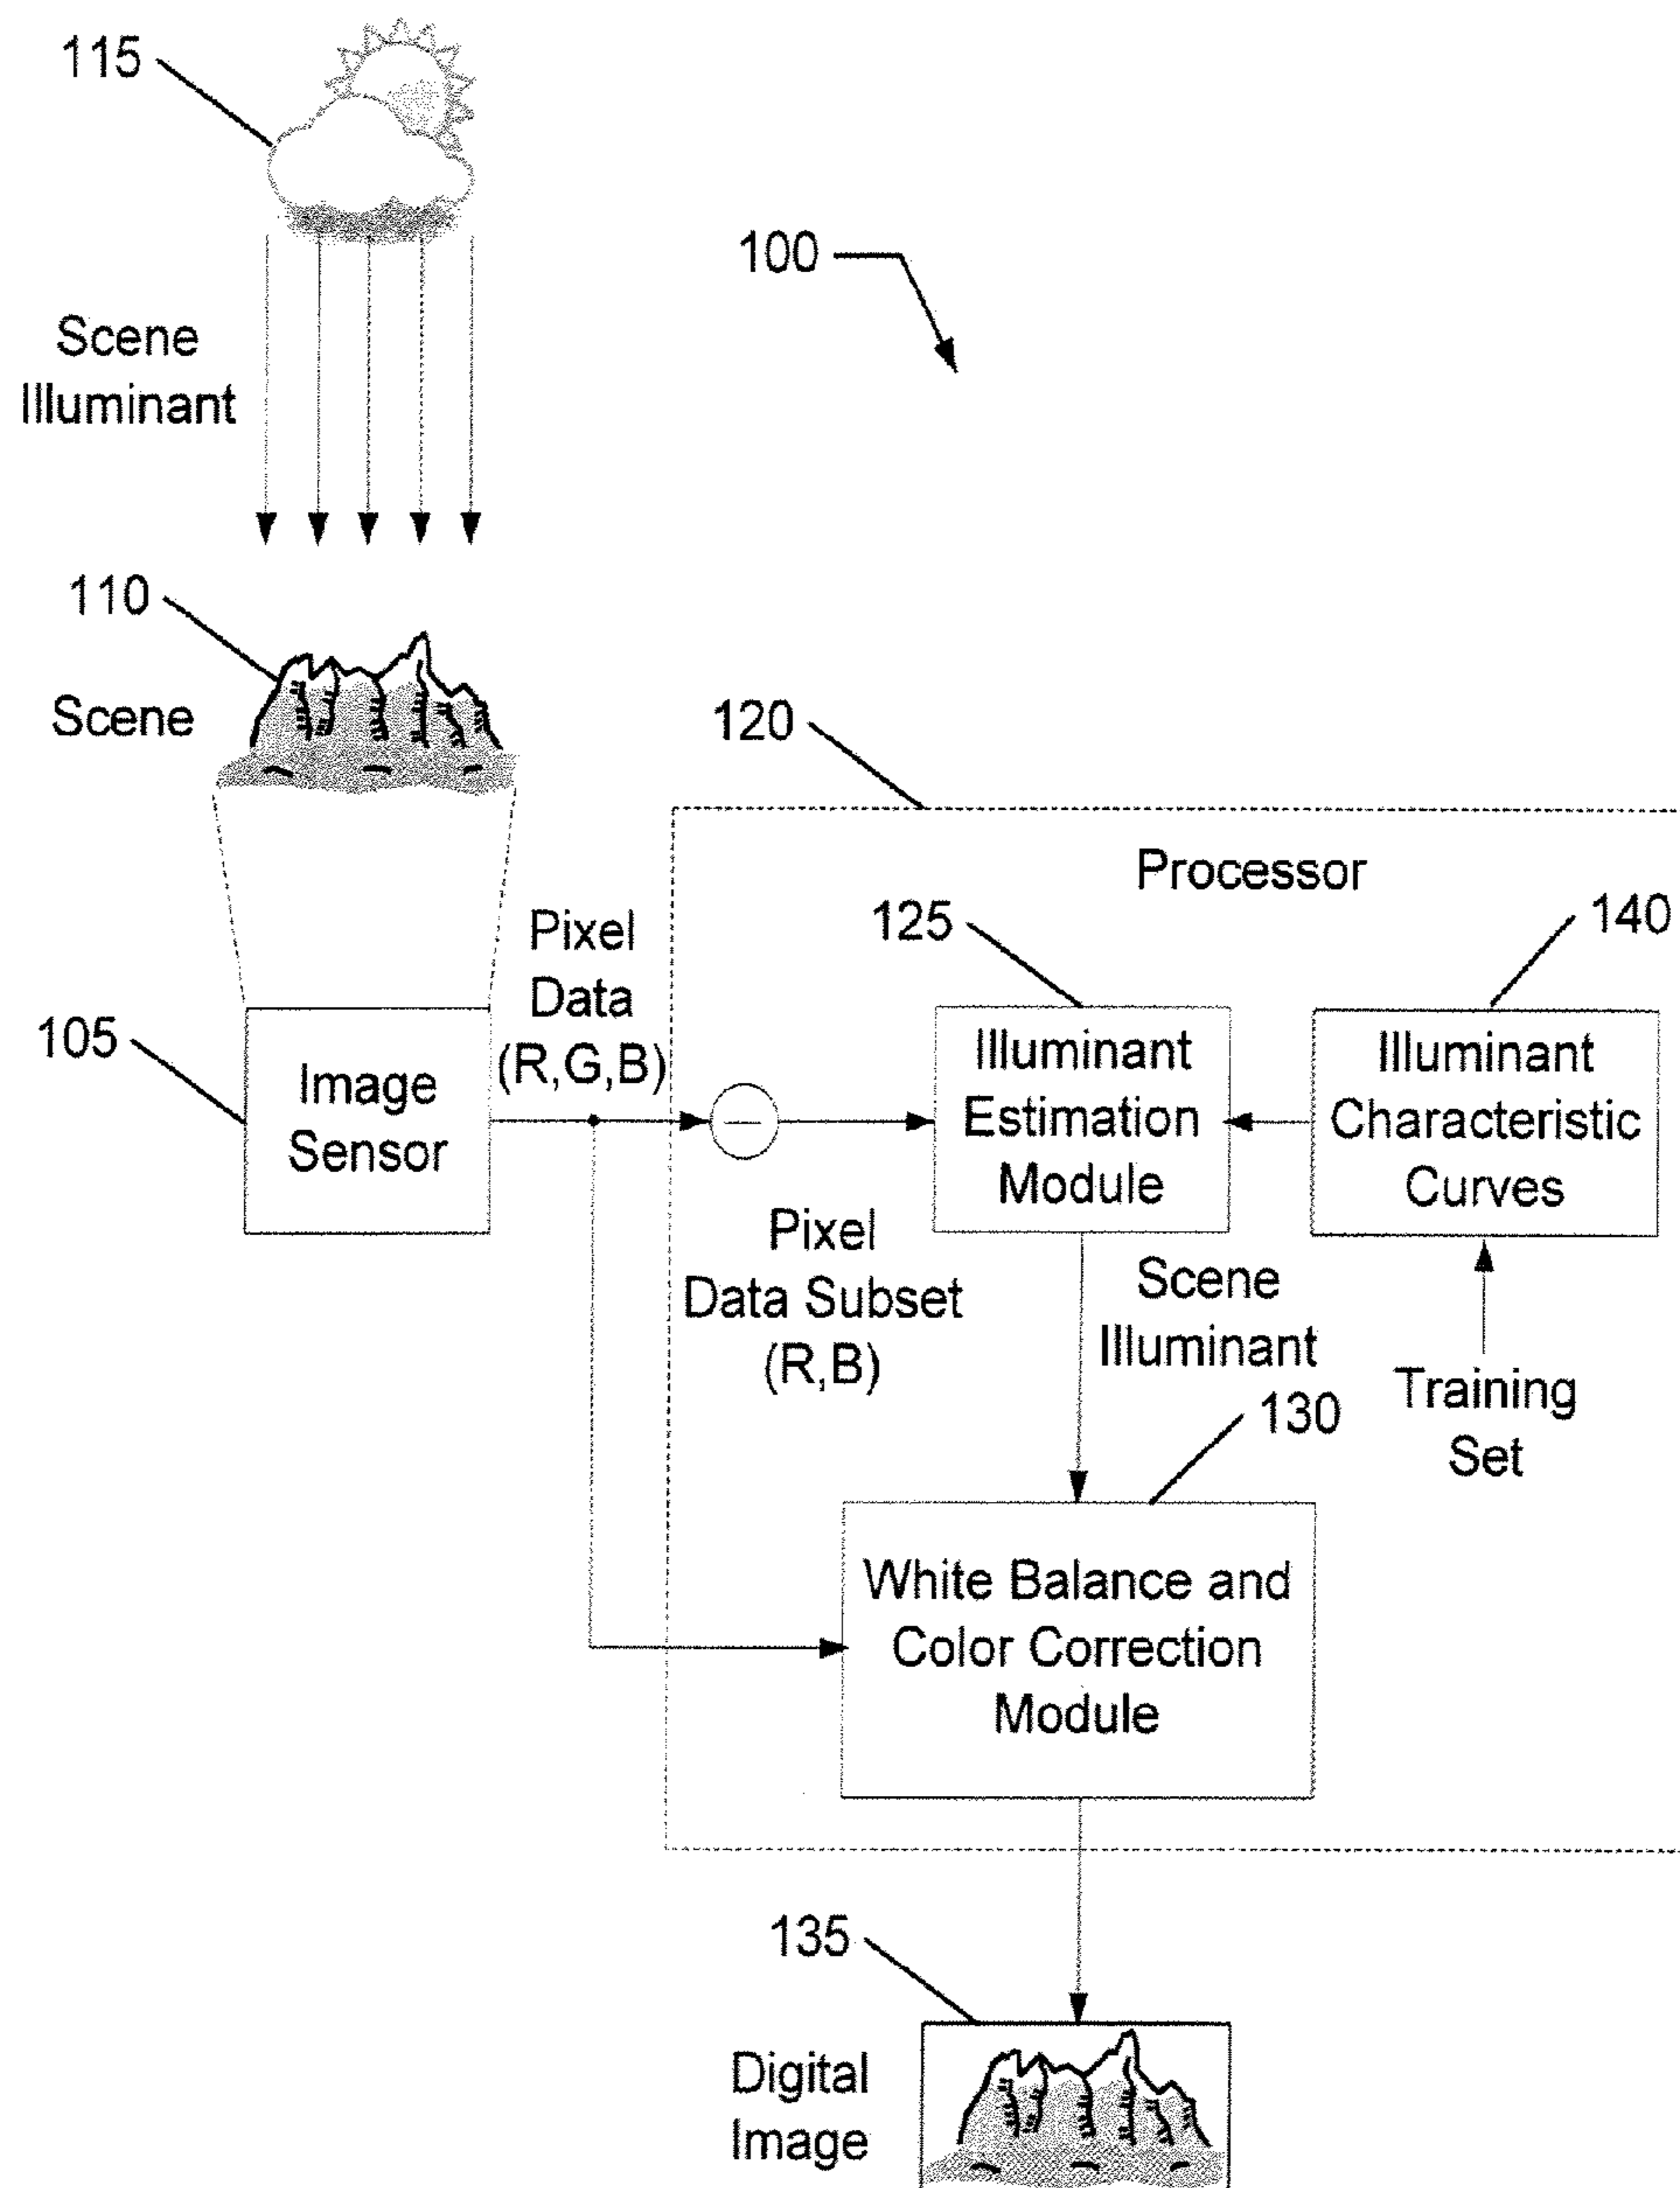 115
100
Scene
Illuminant
110
Scene
120
Processor
125
140
Pixel
Data
(R,G,B)
105
Image
Sensor
Illuminant
Estimation
Module
Illuminant
Characteristic
Curves
Pixel
Data Subset
(R,B)
Scene
Illuminant
130
Training
Set
White Balance and
Color Correction
Module
135
Digital
Image